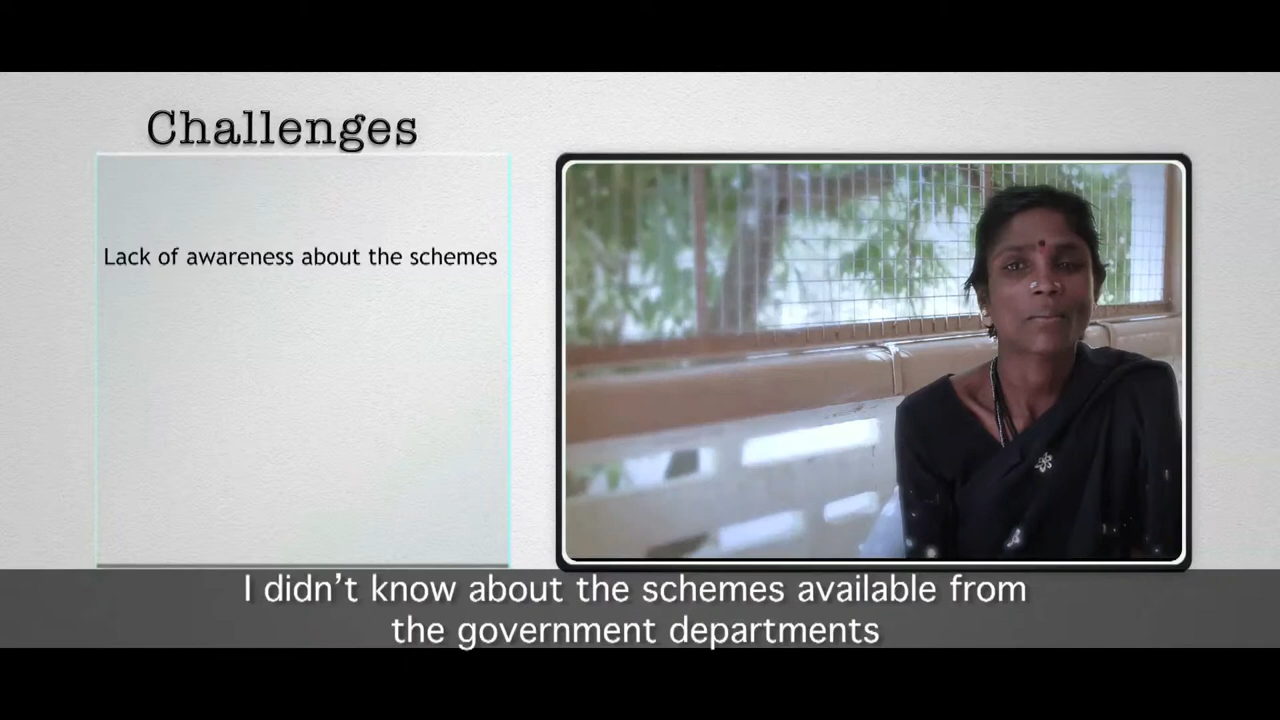 Challenges
Lack of awareness about the schemes
I didn’t know about the schemes available from
the government departments